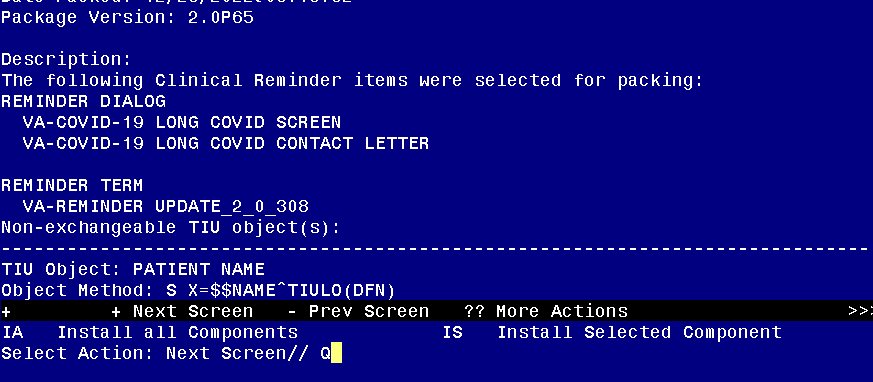 Package Version: 2.0P65
Description:
The following Clinical Reminder items were selected for packing:
REMINDER DIALOG
VA-COVID-19 LONG COVID SCREEN
VA-COVID-19 LONG COVID CONTACT LETTER
REMINDER TERM
VA-REMINDER UPDATE_2_0_308
Non-exchangeable TIU object(s):
--------------------------------------------------------------------------------
TIU Object: PATIENT NAME
Object Method: S X=$$NAME^TIULO(DFN)
+ + Next Screen - Prev Screen ?? More Actions >>>
IA Install all Components IS Install Selected Component
Select Action: Next Screen// Q